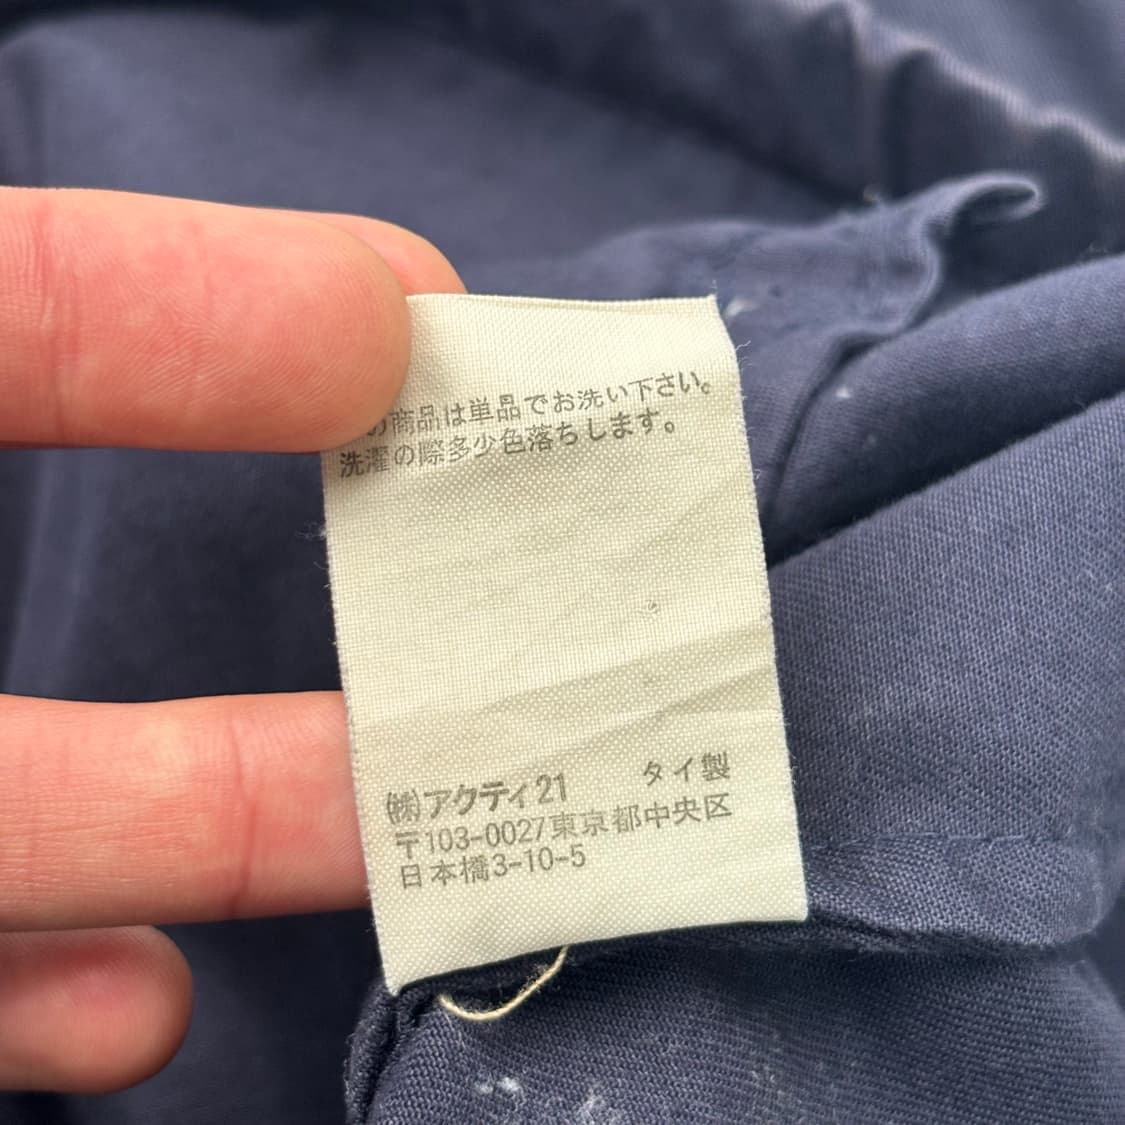 の商品は単品でお洗い下さい。
洗濯の際多少色落ちします。
㈱アクティ21 タイ製
〒103-0027東京都中央区
日本橋3-10-5